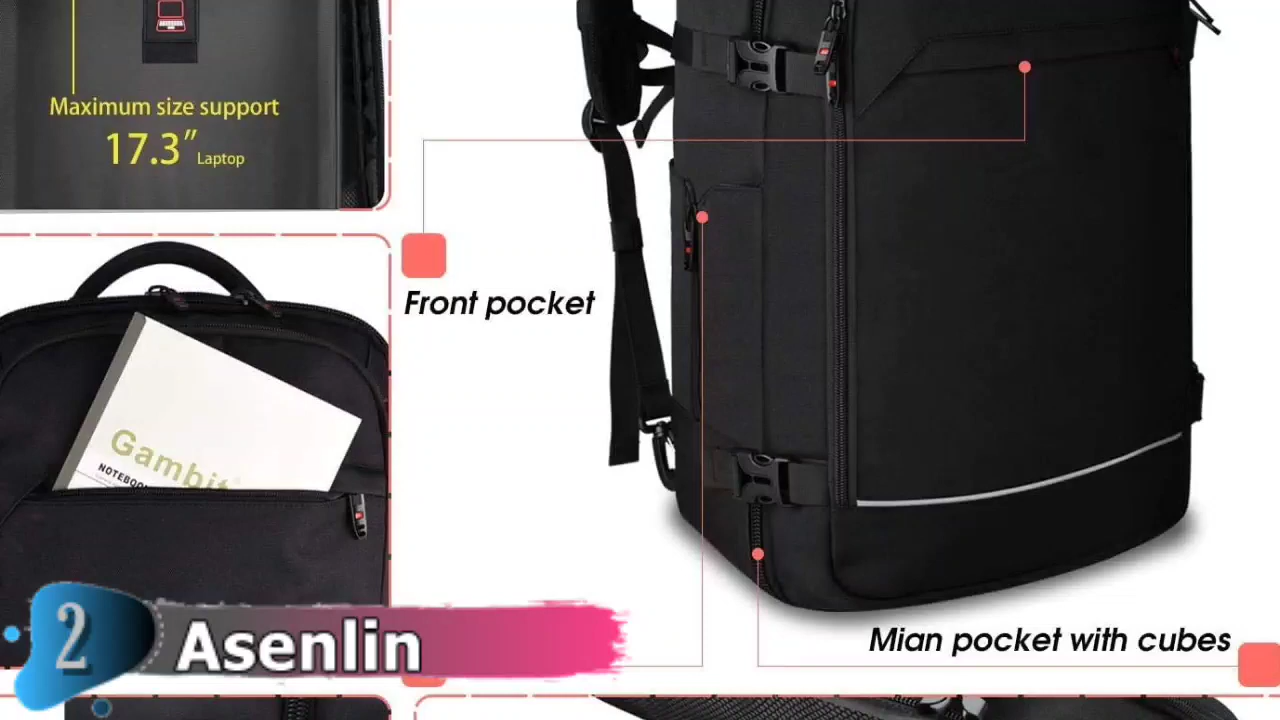 Maximum size support
17.3" Laptop
Front pocket
Gambit
NOTEBOOK
Mian pocket with cubes
2
Asenlin